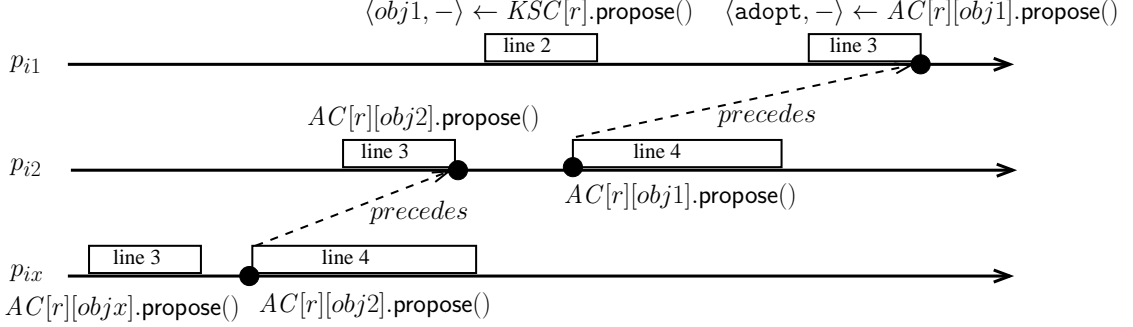 ⟨obj1, −⟩ ← KSC[r].propose() ⟨adopt, −⟩ ← AC[r][obj1].propose()
line 2 line 3
p_{i1}
precedes
AC[r][obj2].propose()
line 3 line 4
p_{i2}
AC[r][obj1].propose()
precedes
line 3 line 4
p_{ix}
AC[r][objx].propose() AC[r][obj2].propose()